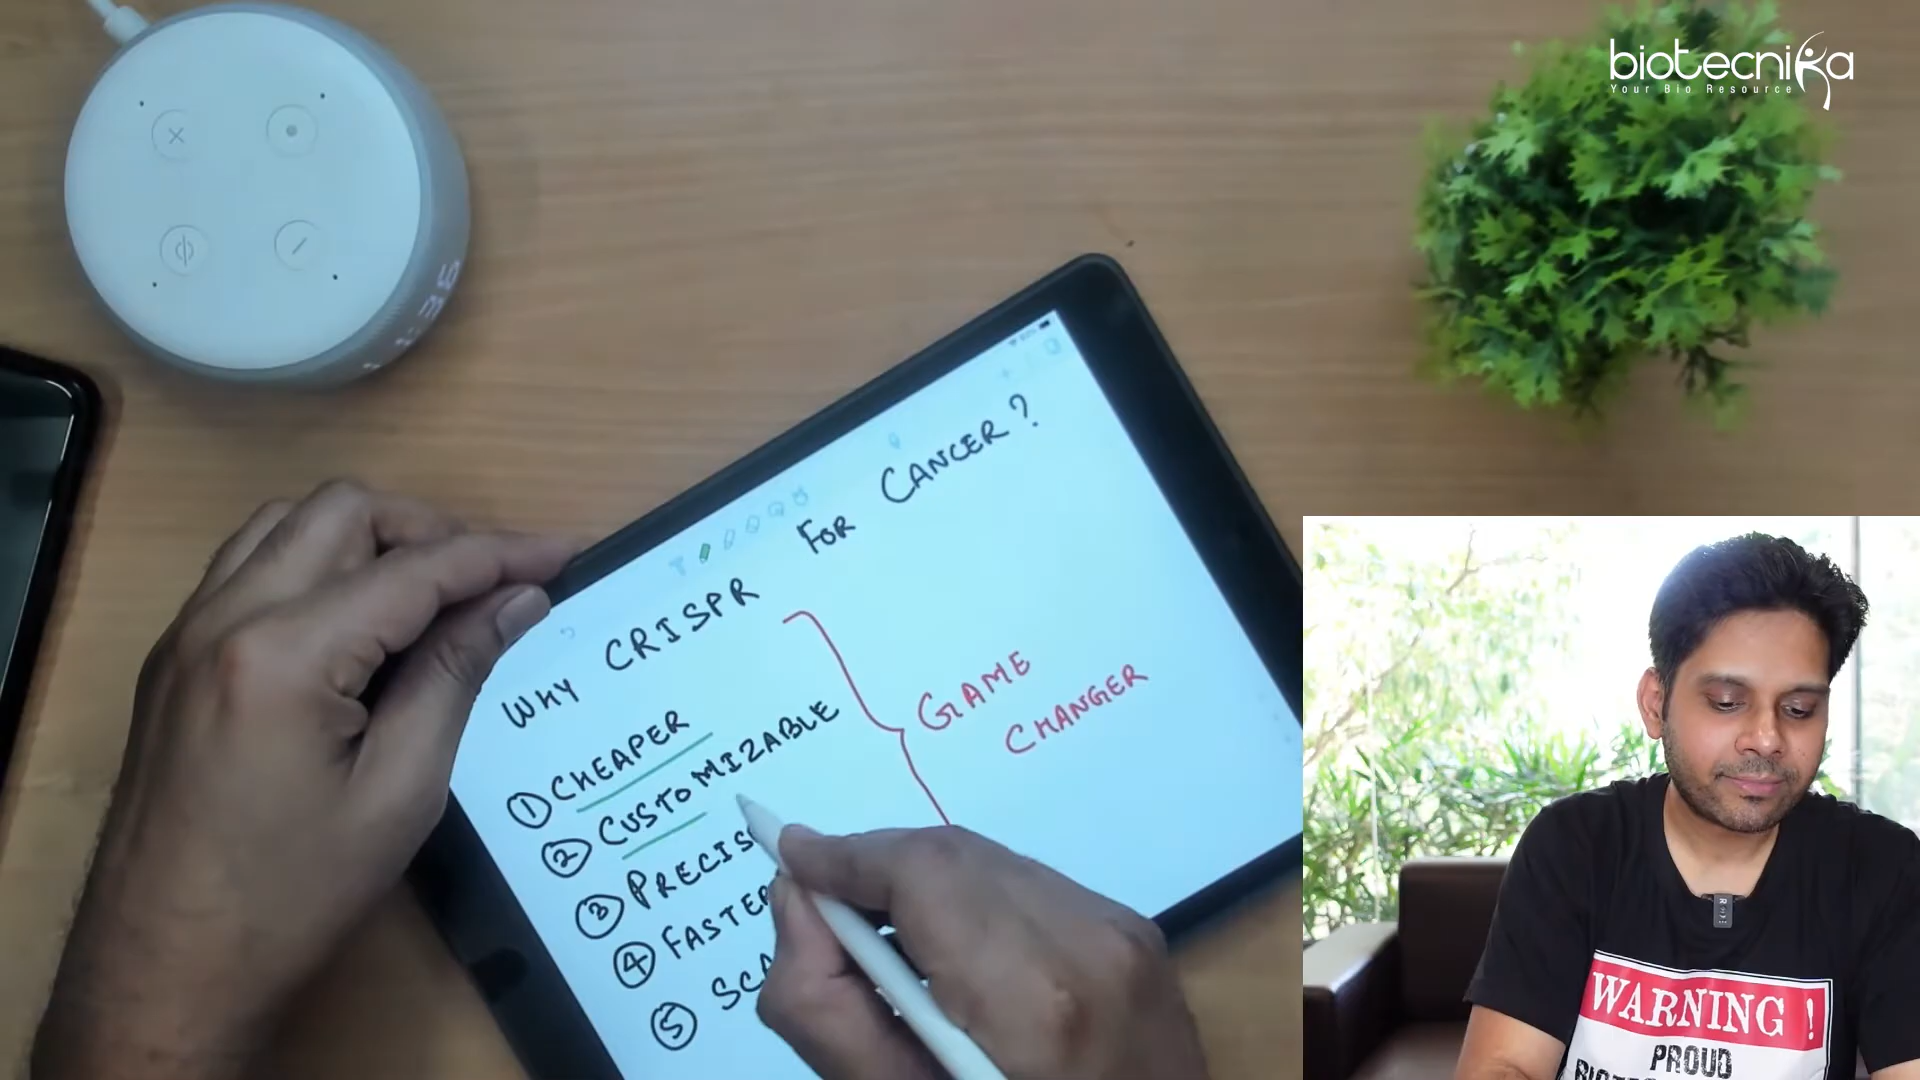 biotecnika
Your Bio Resource
WHY CRISPR FOR CANCER?
① CHEAPER
② CUSTOMIZABLE
③
④ FASTER
⑤
GAME
CHANGER
WARNING!
PROUD